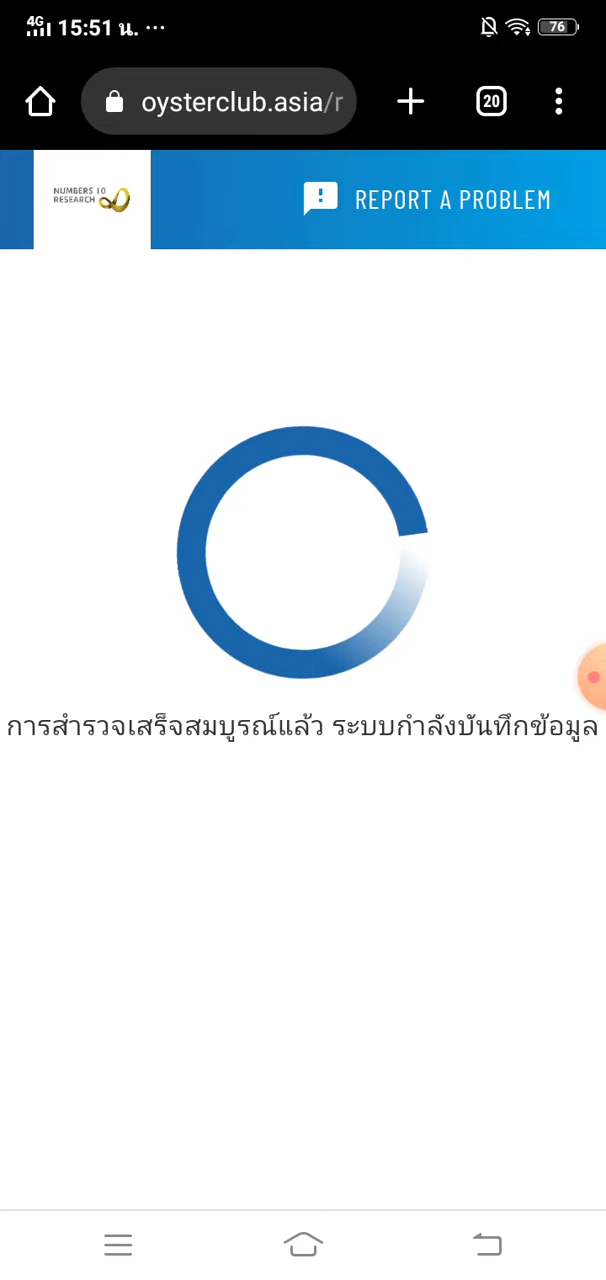 4G 15:51 น. ··· 76
oysterclub.asia/r 20
NUMBERS 10
RESEARCH
REPORT A PROBLEM
การสำรวจเสร็จสมบูรณ์แล้ว ระบบกำลังบันทึกข้อมูล